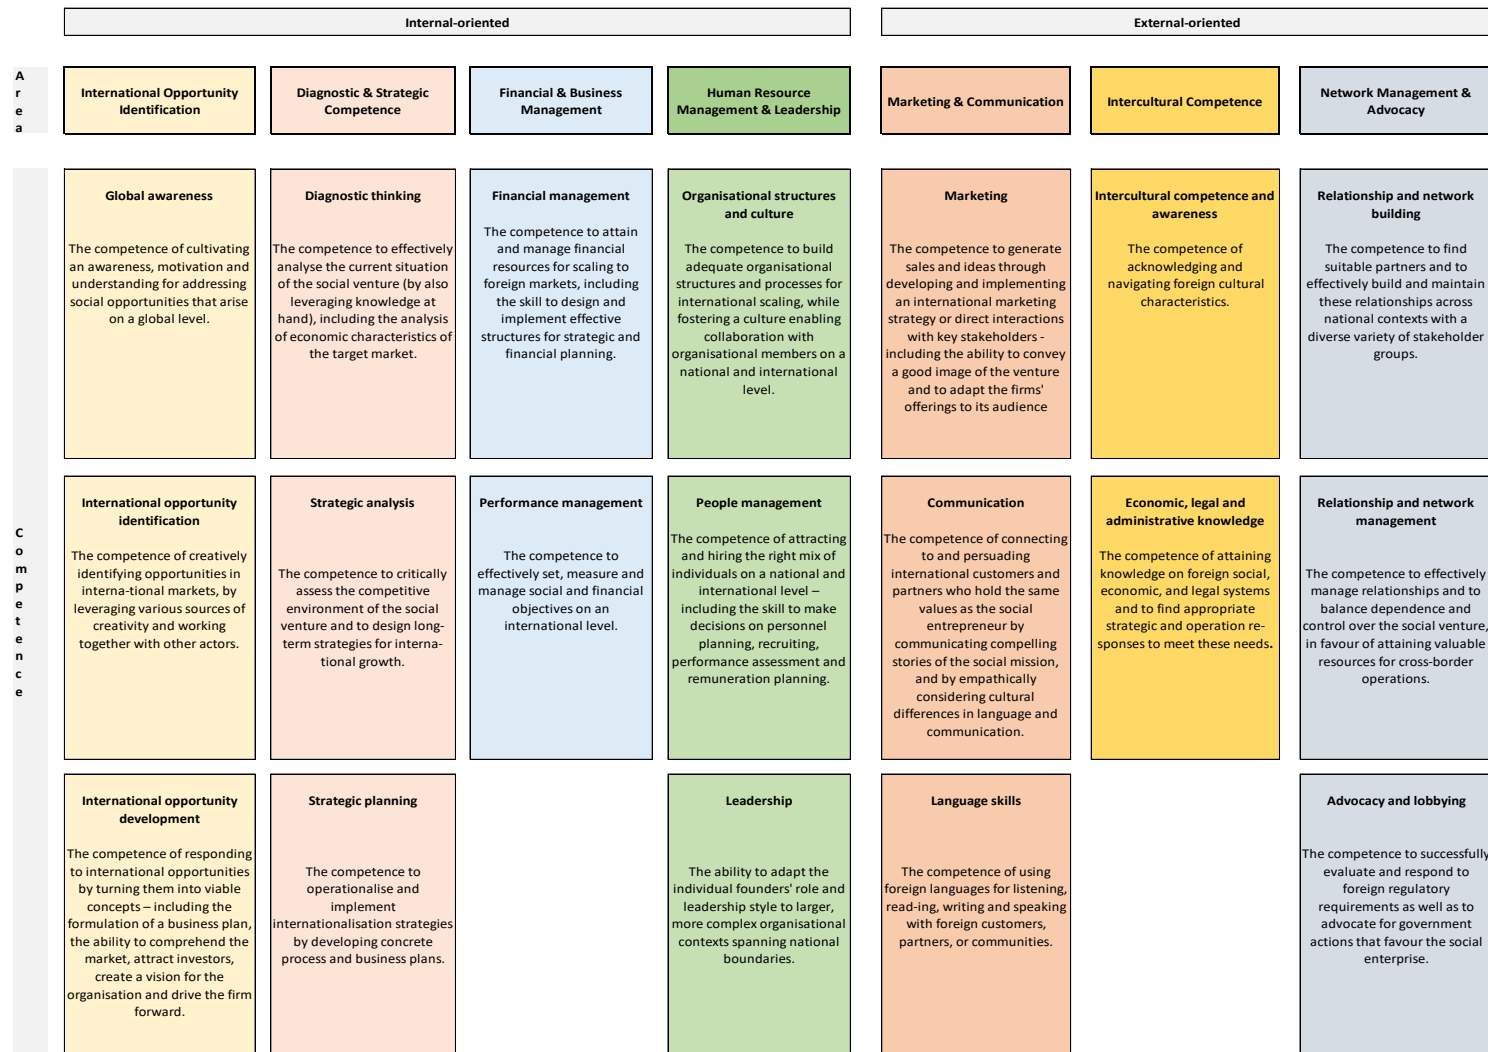 Internal-oriented
External-oriented
A
r
e
a
International Opportunity
Identification
Diagnostic & Strategic
Competence
Financial & Business
Management
Human Resource
Management & Leadership
Marketing & Communication
Intercultural Competence
Network Management &
Advocacy
C
o
m
p
e
t
e
n
c
e
Global awareness
The competence of cultivating
an awareness, motivation and
understanding for addressing
social opportunities that arise
on a global level.
Diagnostic thinking
The competence to effectively
analyse the current situation
of the social venture (by also
leveraging knowledge at
hand), including the analysis
of economic characteristics of
the target market.
Financial management
The competence to attain
and manage financial
resources for scaling to
foreign markets, including
the skill to design and
implement effective
structures for strategic and
financial planning.
Organisational structures
and culture
The competence to build
adequate organisational
structures and processes for
international scaling, while
fostering a culture enabling
collaboration with
organisational members on a
national and international
level.
Marketing
The competence to generate
sales and ideas through
developing and implementing
an international marketing
strategy or direct interactions
with key stakeholders -
including the ability to convey
a good image of the venture
and to adapt the firms'
offerings to its audience
Intercultural competence and
awareness
The competence of
acknowledging and
navigating foreign cultural
characteristics.
Relationship and network
building
The competence to find
suitable partners and to
effectively build and maintain
these relationships across
national contexts with a
diverse variety of stakeholder
groups.
International opportunity
identification
The competence of creatively
identifying opportunities in
interna-tional markets, by
leveraging various sources of
creativity and working
together with other actors.
Strategic analysis
The competence to critically
assess the competitive
environment of the social
venture and to design long-
term strategies for interna-
tional growth.
Performance management
The competence to
effectively set, measure and
manage social and financial
objectives on an
international level.
People management
The competence of attracting
and hiring the right mix of
individuals on a national and
international level –
including the skill to make
decisions on personnel
planning, recruiting,
performance assessment and
remuneration planning.
Communication
The competence of connecting
to and persuading
international customers and
partners who hold the same
values as the social
entrepreneur by
communicating compelling
stories of the social mission,
and by empathically
considering cultural
differences in language and
communication.
Economic, legal and
administrative knowledge
The competence of attaining
knowledge on foreign social,
economic, and legal systems
and to find appropriate
strategic and operation re-
sponses to meet these needs.
Relationship and network
management
The competence to effectively
manage relationships and to
balance dependence and
control over the social venture,
in favour of attaining valuable
resources for cross-border
operations.
International opportunity
development
The competence of responding
to international opportunities
by turning them into viable
concepts – including the
formulation of a business plan,
the ability to comprehend the
market, attract investors,
create a vision for the
organisation and drive the firm
forward.
Strategic planning
The competence to
operationalise and
implement
internationalisation strategies
by developing concrete
process and business plans.
Leadership
The ability to adapt the
individual founders' role and
leadership style to larger,
more complex organisational
contexts spanning national
boundaries.
Language skills
The competence of using
foreign languages for listening,
read-ing, writing and speaking
with foreign customers,
partners, or communities.
Advocacy and lobbying
The competence to successfully
evaluate and respond to
foreign regulatory
requirements as well as to
advocate for government
actions that favour the social
enterprise.